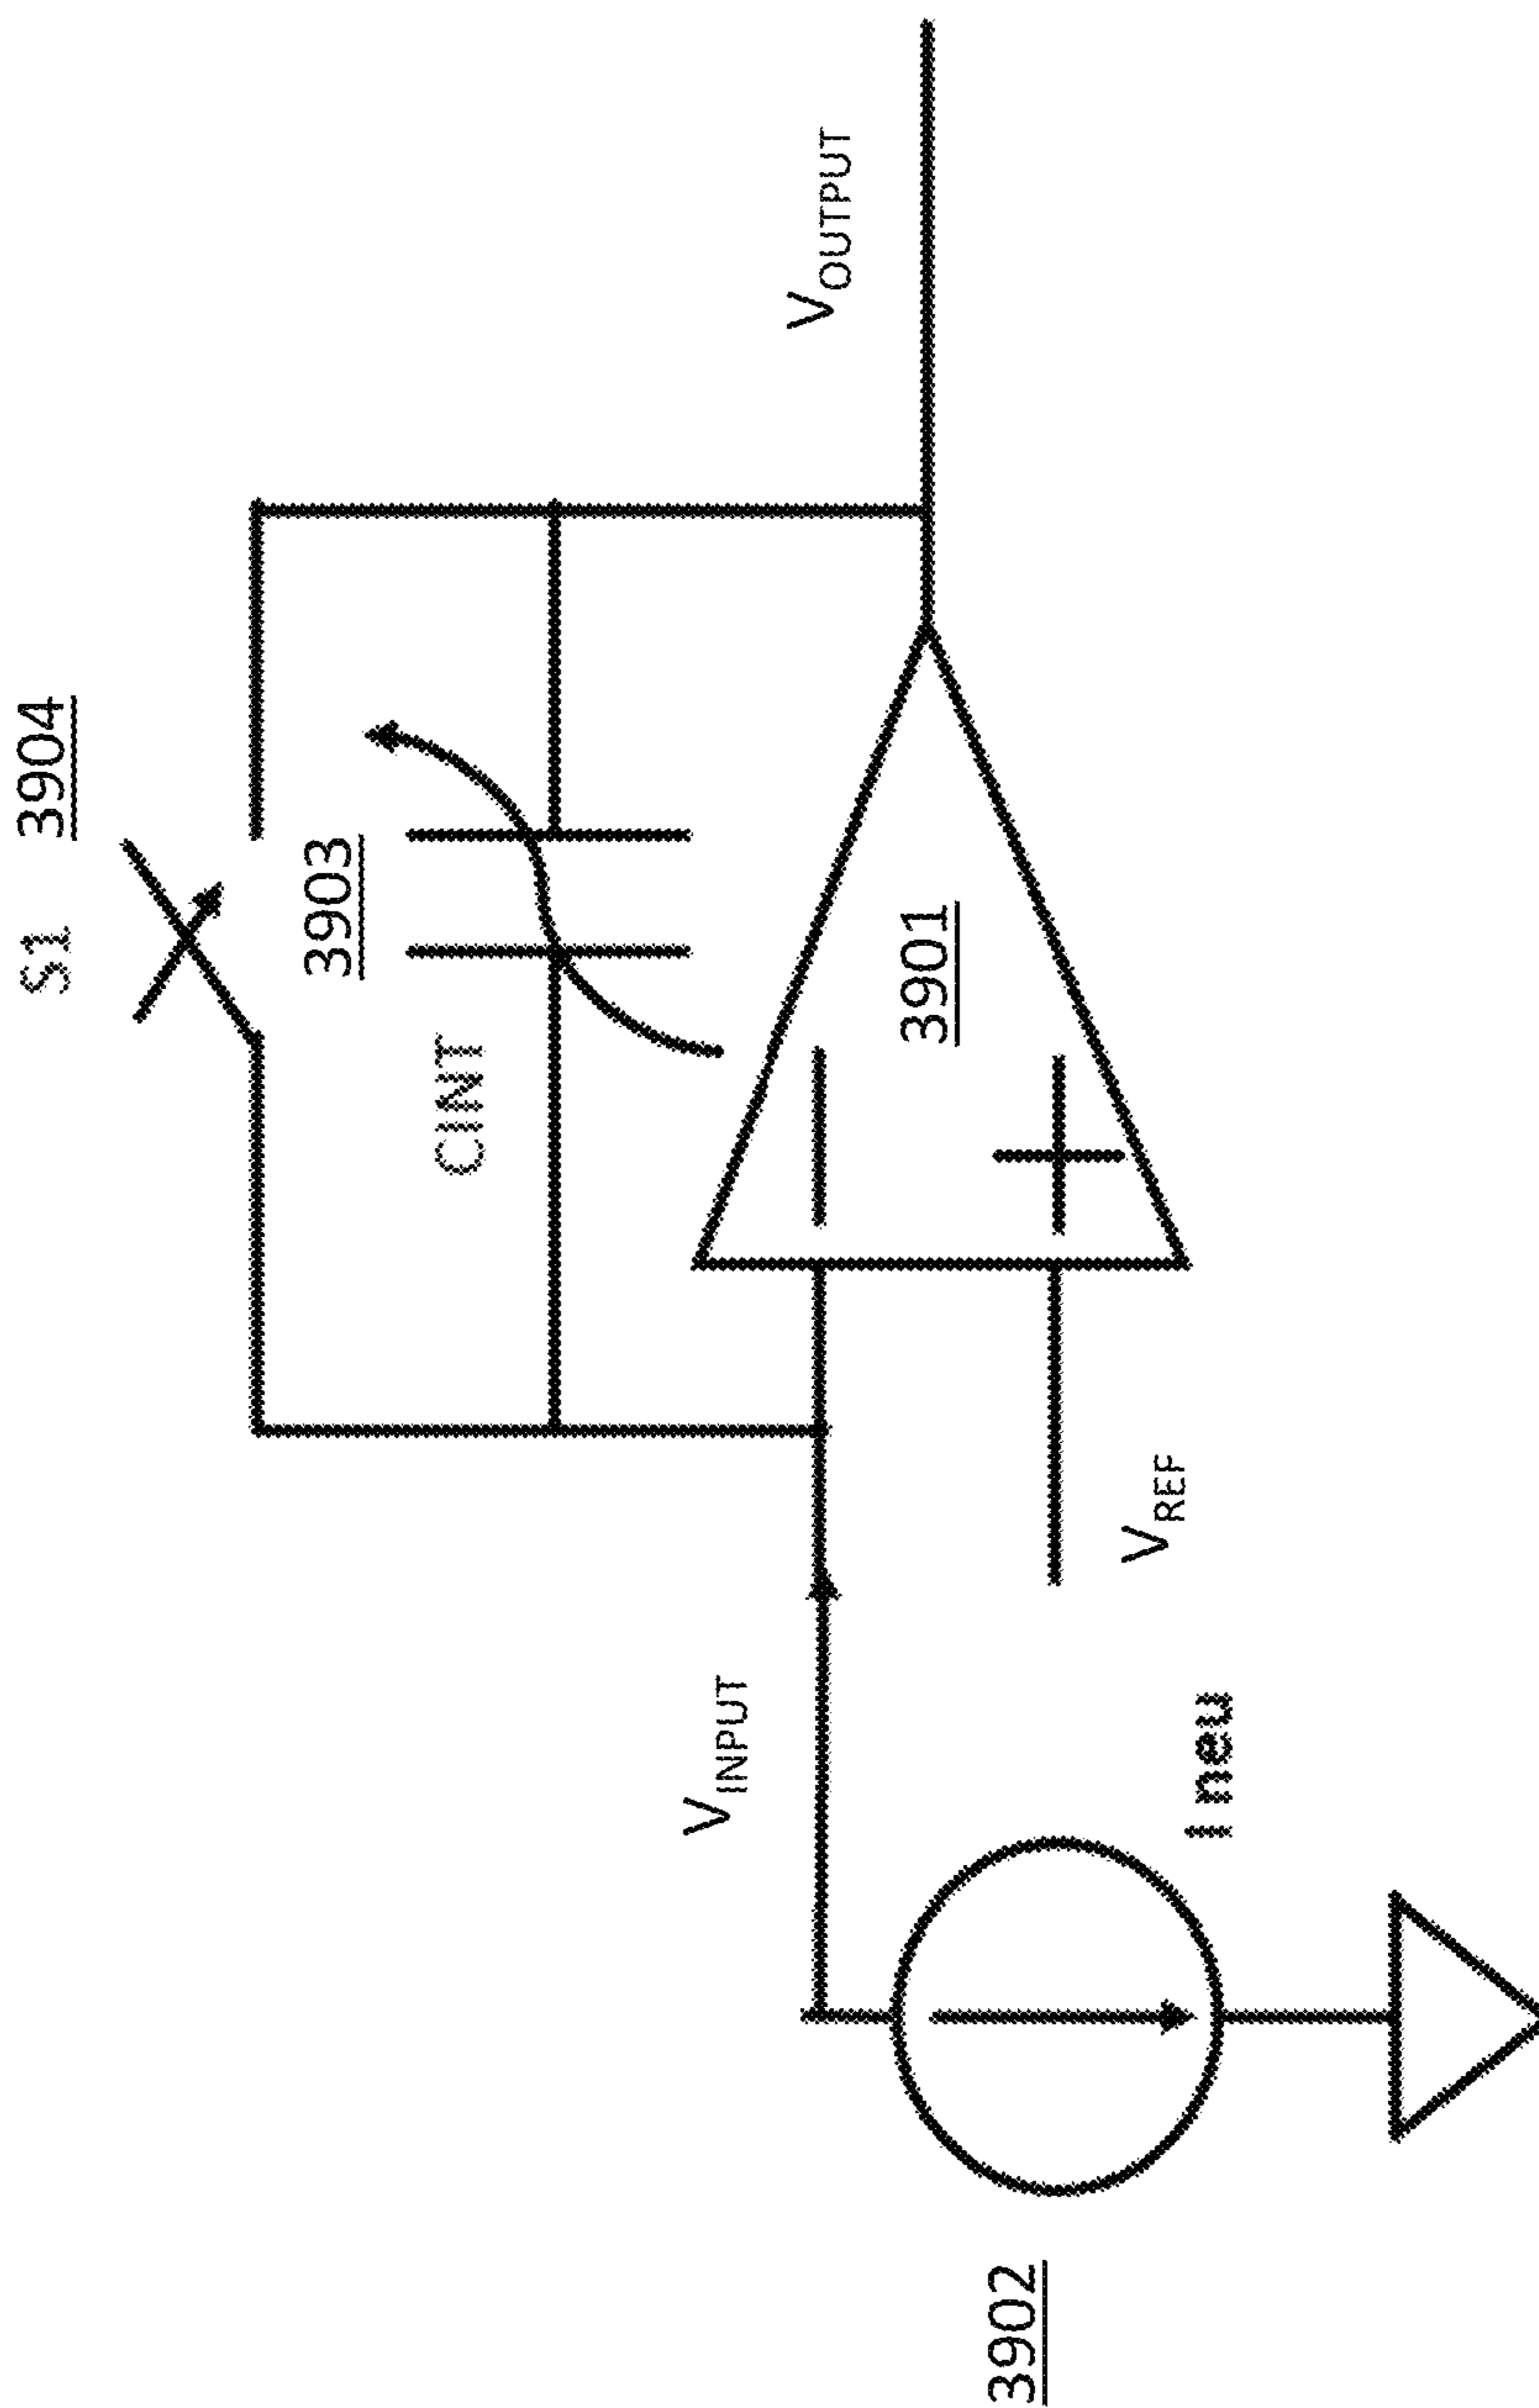 S1 3904
3903
CINT
VOUTPUT
3901
VINPUT
VREF
I neu
3902